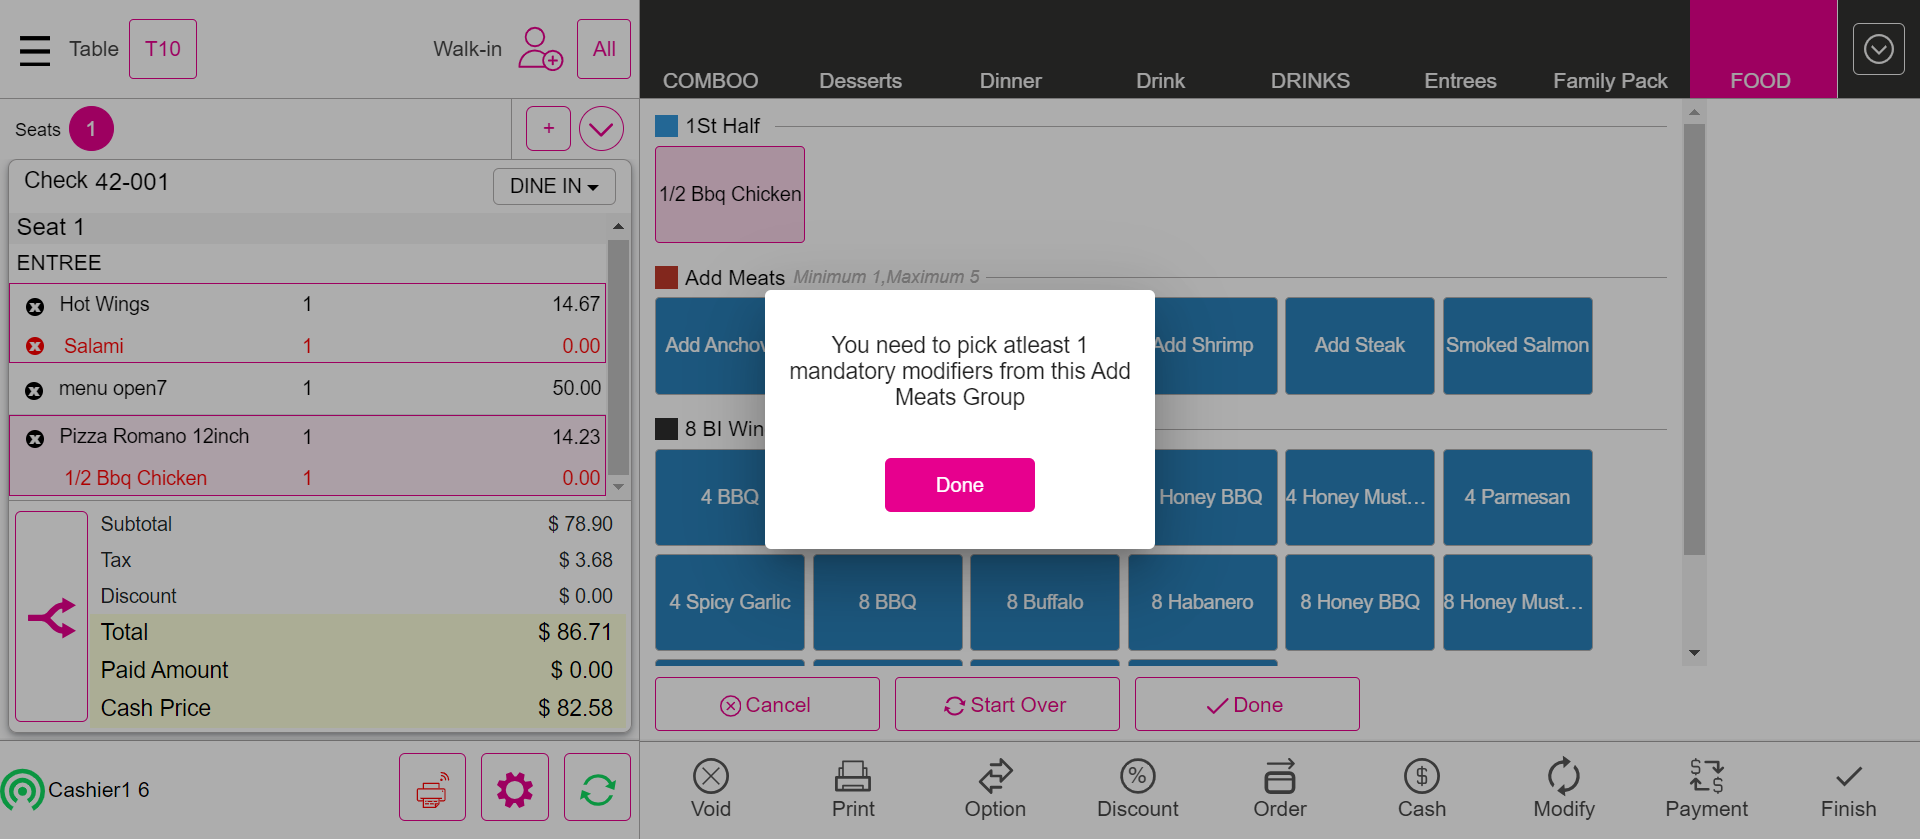 Table
T10
Walk-in
All
COMBOO
Desserts
Dinner
Drink
DRINKS
Entrees
Family Pack
FOOD
Seats
1
+
Check 42-001
DINE IN
Seat 1
ENTREE
Hot Wings 1 14.67
Salami 1 0.00
menu open7 1 50.00
Pizza Romano 12inch 1 14.23
1/2 Bbq Chicken 1 0.00
Subtotal $ 78.90
Tax $ 3.68
Discount $ 0.00
Total $ 86.71
Paid Amount $ 0.00
Cash Price $ 82.58
Cashier1 6
1St Half
1/2 Bbq Chicken
Add Meats Minimum 1,Maximum 5
Add Anchov
Add Shrimp
Add Steak
Smoked Salmon
8 BI Win
4 BBQ
Honey BBQ
4 Honey Must...
4 Parmesan
4 Spicy Garlic
8 BBQ
8 Buffalo
8 Habanero
8 Honey BBQ
8 Honey Must...
You need to pick atleast 1
mandatory modifiers from this Add
Meats Group
Done
Cancel
Start Over
Done
Void
Print
Option
% Discount
Order
$ Cash
Modify
$ $ Payment
Finish